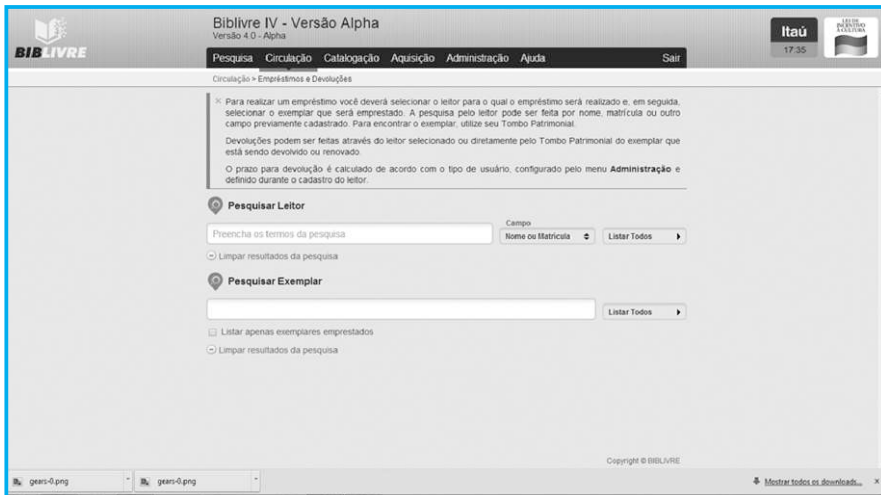 BIBLIVRE
Biblivre IV - Versão Alpha
Versão 4.0 - Alpha
Itaú
17:35
LEI DE
INCENTIVO
À CULTURA
Pesquisa Circulação Catalogação Aquisição Administração Ajuda Sair
Circulação > Empréstimos e Devoluções
× Para realizar um empréstimo você deverá selecionar o leitor para o qual o empréstimo será realizado e, em seguida,
selecionar o exemplar que será emprestado. A pesquisa pelo leitor pode ser feita por nome, matrícula ou outro
campo previamente cadastrado. Para encontrar o exemplar, utilize seu Tombo Patrimonial.
Devoluções podem ser feitas através do leitor selecionado ou diretamente pelo Tombo Patrimonial do exemplar que
está sendo devolvido ou renovado.
O prazo para devolução é calculado de acordo com o tipo de usuário, configurado pelo menu Administração e
definido durante o cadastro do leitor.
Pesquisar Leitor
Campo
Preencha os termos da pesquisa Nome ou Matrícula Listar Todos
Limpar resultados da pesquisa
Pesquisar Exemplar
Listar Todos
Listar apenas exemplares emprestados
Limpar resultados da pesquisa
Copyright © BIBLIVRE
gears-0.png gears-0.png Mostrar todos os downloads... ×